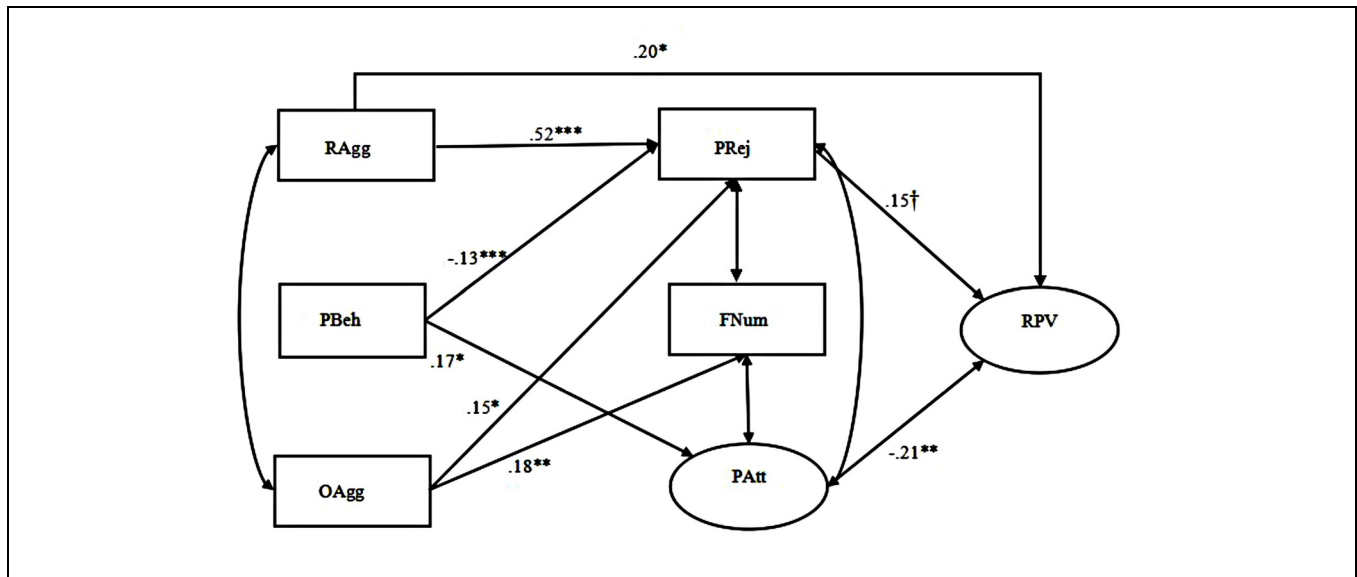 .20*
RAgg
.52***
PRej
.15†
-.13***
PBeh
FNum
RPV
.17*
.15*
.18**
-.21**
OAgg
PAtt